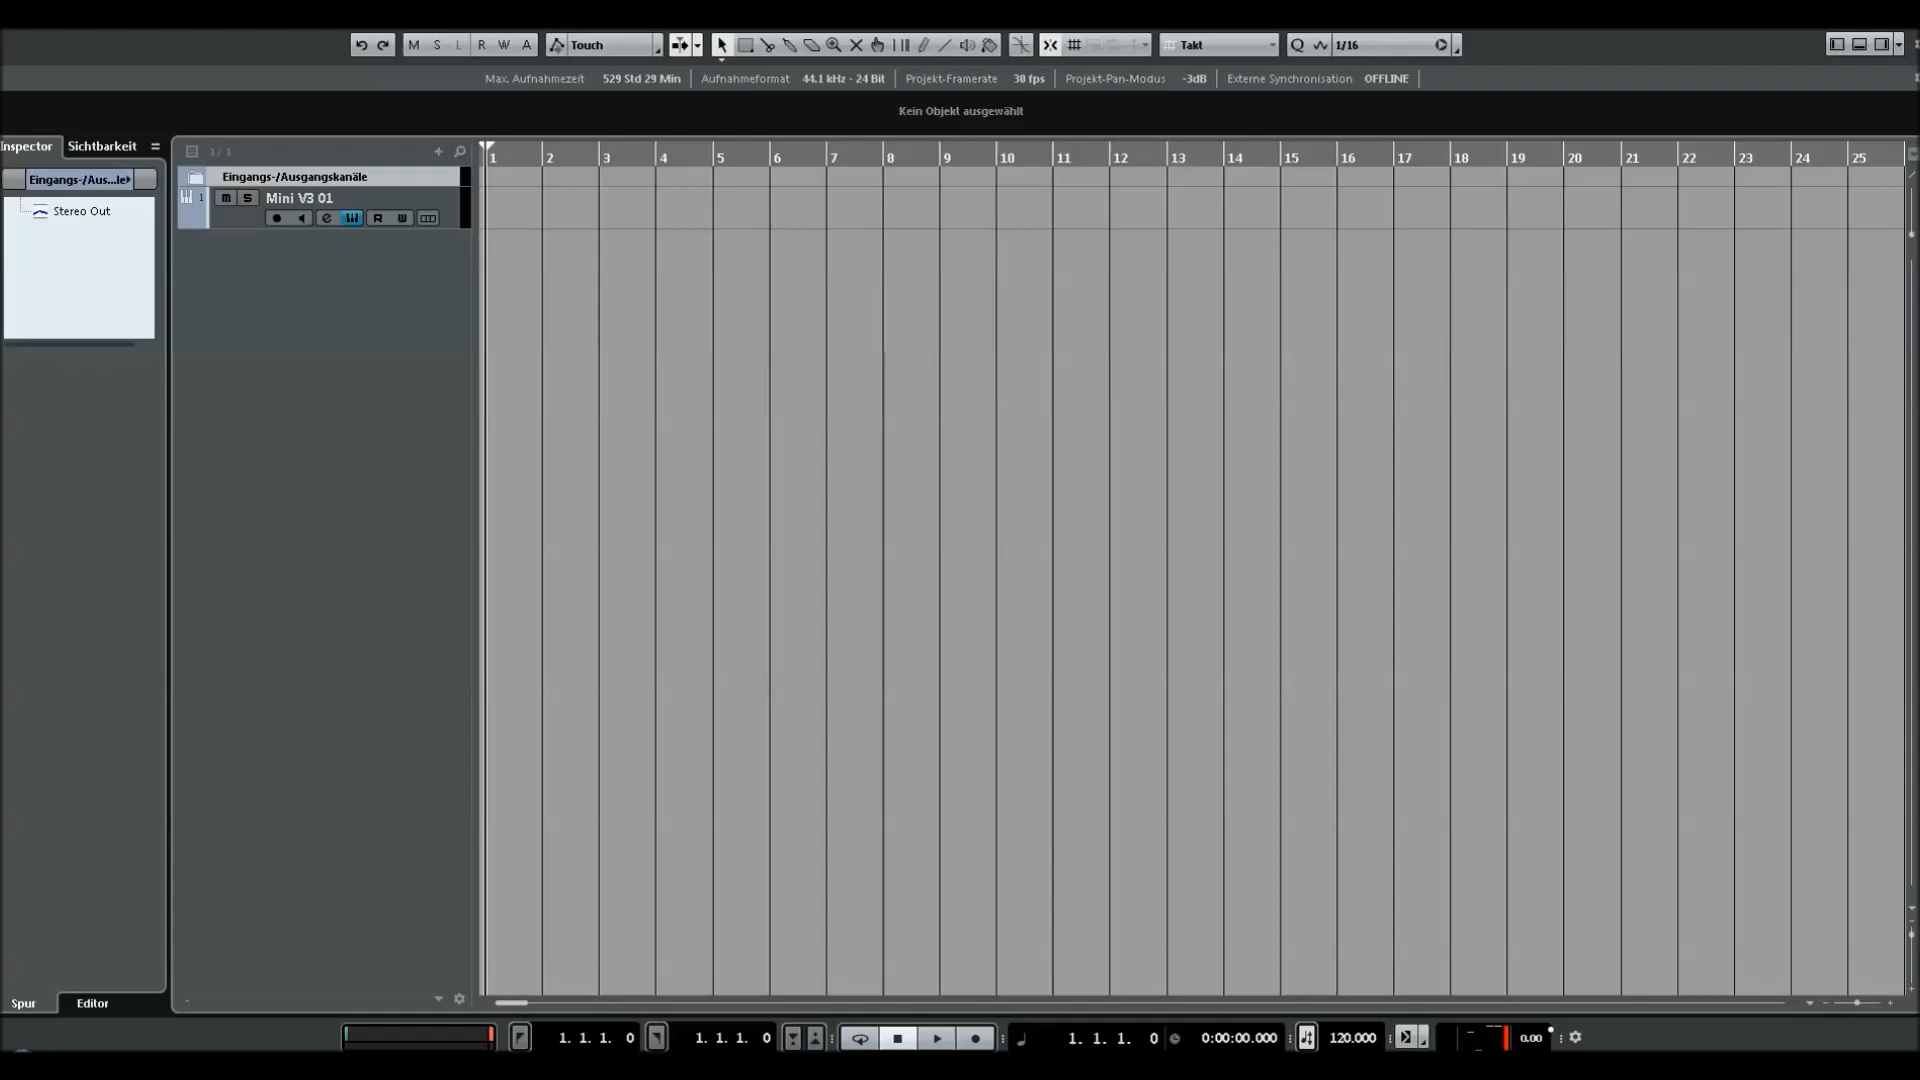 M S L R W A Touch Takt 1/16
Max. Aufnahmezeit 529 Std 29 Min Aufnahmeformat 44.1 kHz - 24 Bit Projekt-Framerate 30 fps Projekt-Pan-Modus -3dB Externe Synchronisation OFFLINE
Kein Objekt ausgewählt
Inspector Sichtbarkeit
1 2 3 4 5 6 7 8 9 10 11 12 13 14 15 16 17 18 19 20 21 22 23 24 25
Eingangs-/Aus...le
Eingangs-/Ausgangskanäle
Stereo Out
1 m S Mini V3 01
e R W
Spur Editor
1. 1. 1. 0 1. 1. 1. 0 1. 1. 1. 0 0:00:00.000 120.000 0.00